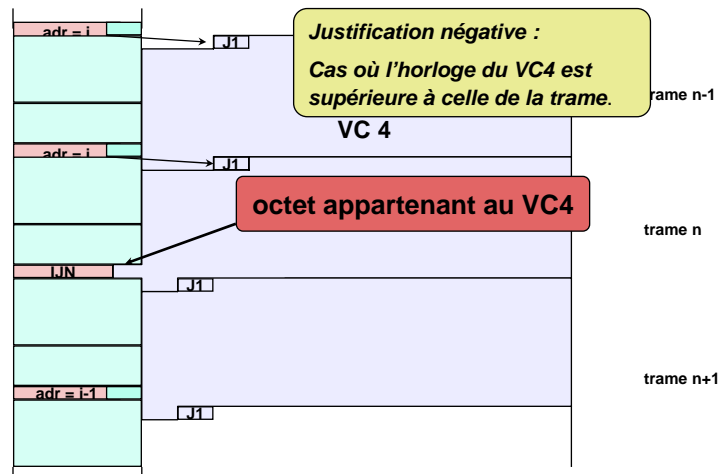 adr = i
J1
Justification négative :
Cas où l'horloge du VC4 est
supérieure à celle de la trame.
rame n-1
VC 4
adr = i
J1
octet appartenant au VC4
trame n
IJN
J1
trame n+1
adr = i-1
J1